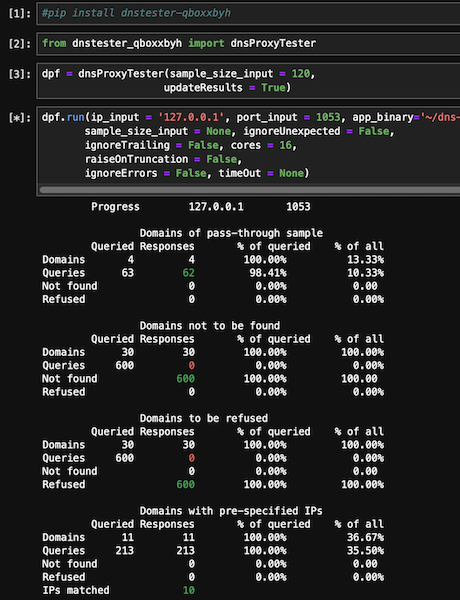 [1]: #pip install dnstester-qboxxbyh
[2]: from dnstester_qboxxbyh import dnsProxyTester
[3]: dpf = dnsProxyTester(sample_size_input = 120,
updateResults = True)
[*]: dpf.run(ip_input = '127.0.0.1', port_input = 1053, app_binary='~/dns-
sample_size_input = None, ignoreUnexpected = False,
ignoreTrailing = False, cores = 16,
raiseOnTruncation = False,
ignoreErrors = False, timeOut = None)
Progress 127.0.0.1 1053
Domains of pass-through sample
Queried Responses % of queried % of all
Domains 4 4 100.00% 13.33%
Queries 63 62 98.41% 10.33%
Not found 0 0.00% 0.00
Refused 0 0.00% 0.00%
Domains not to be found
Queried Responses % of queried % of all
Domains 30 30 100.00% 100.00%
Queries 600 0 0.00% 0.00%
Not found 600 100.00% 100.00
Refused 0 0.00% 0.00%
Domains to be refused
Queried Responses % of queried % of all
Domains 30 30 100.00% 100.00%
Queries 600 0 0.00% 0.00%
Not found 0 0.00% 0.00
Refused 600 100.00% 100.00%
Domains with pre-specified IPs
Queried Responses % of queried % of all
Domains 11 11 100.00% 36.67%
Queries 213 213 100.00% 35.50%
Not found 0 0.00% 0.00
Refused 0 0.00% 0.00%
IPs matched 10